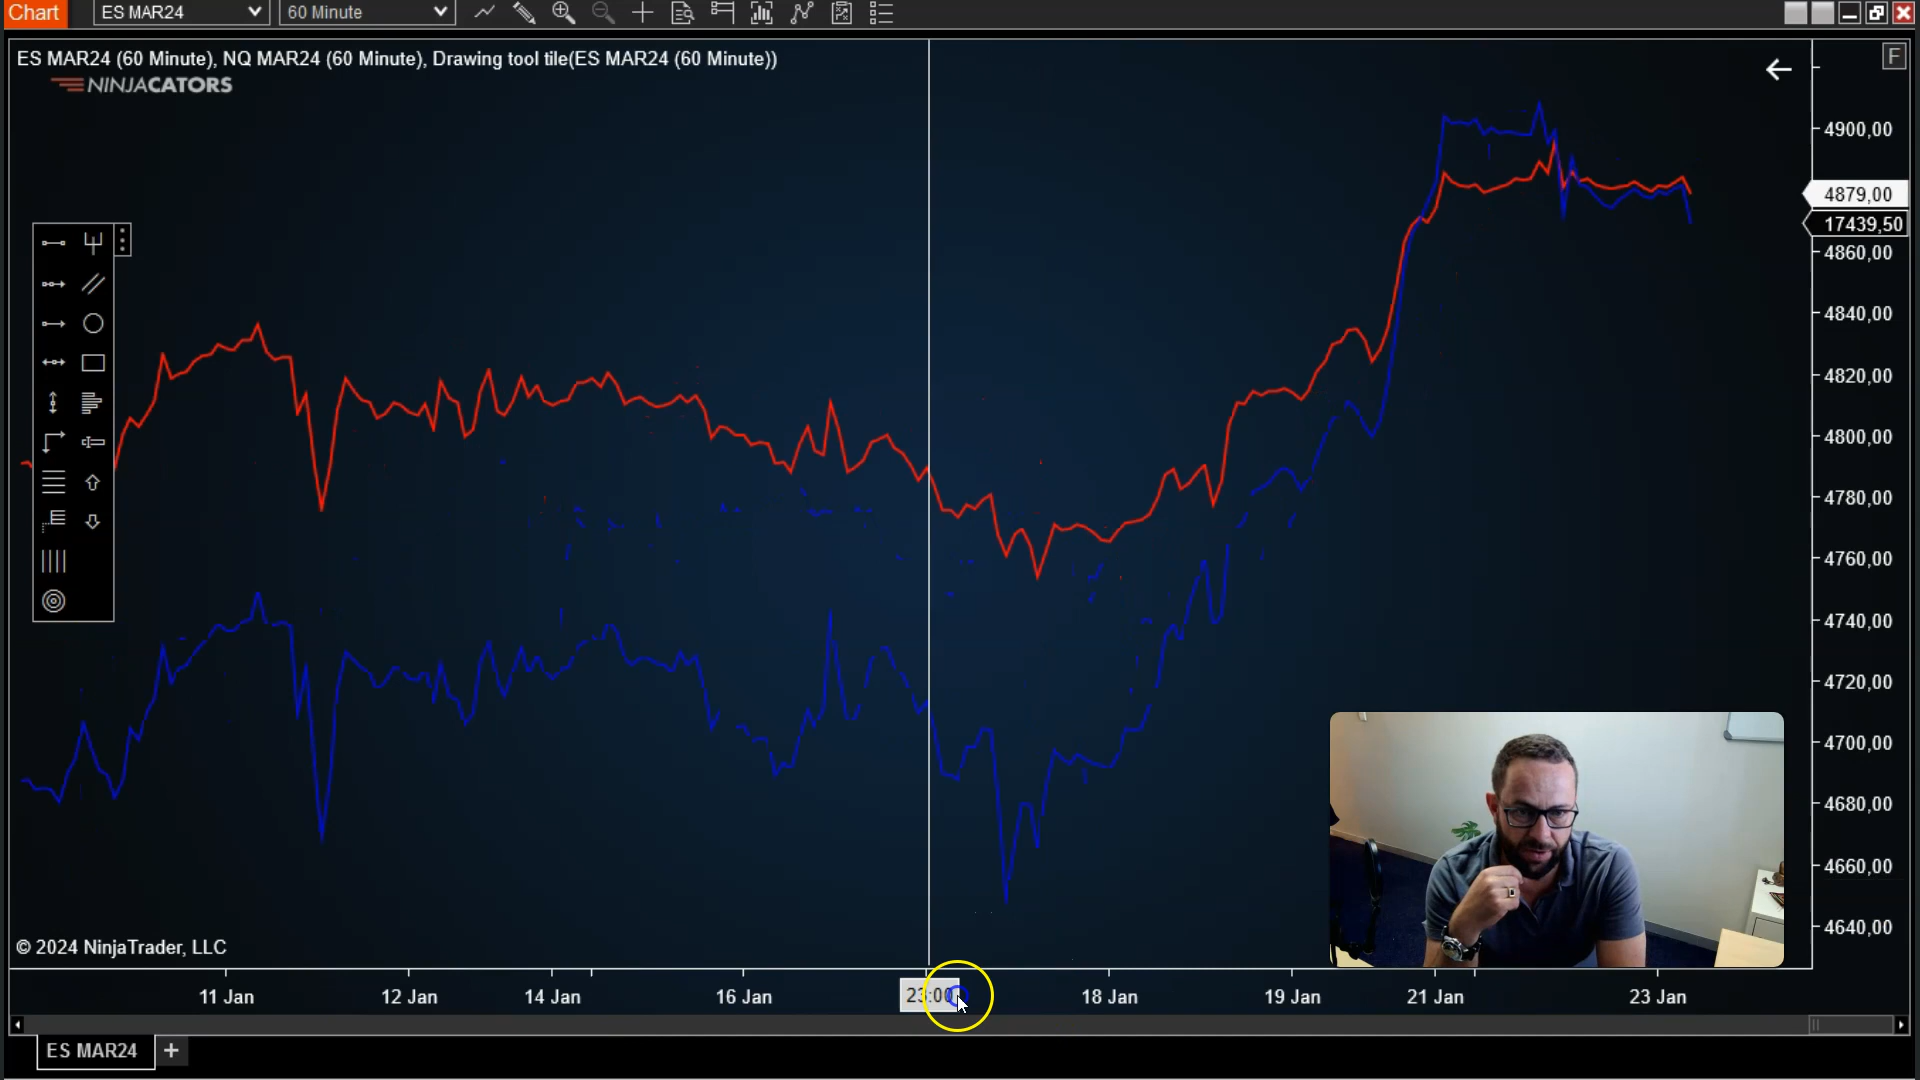 Chart ES MAR24 60 Minute
ES MAR24 (60 Minute), NQ MAR24 (60 Minute), Drawing tool tile(ES MAR24 (60 Minute))
F
NINJACATORS
4900,00
4879,00
17439,50
4860,00
4840,00
4820,00
4800,00
4780,00
4760,00
4740,00
4720,00
4700,00
4680,00
4660,00
4640,00
© 2024 NinjaTrader, LLC
11 Jan 12 Jan 14 Jan 16 Jan 23:00 18 Jan 19 Jan 21 Jan 23 Jan
ES MAR24 +